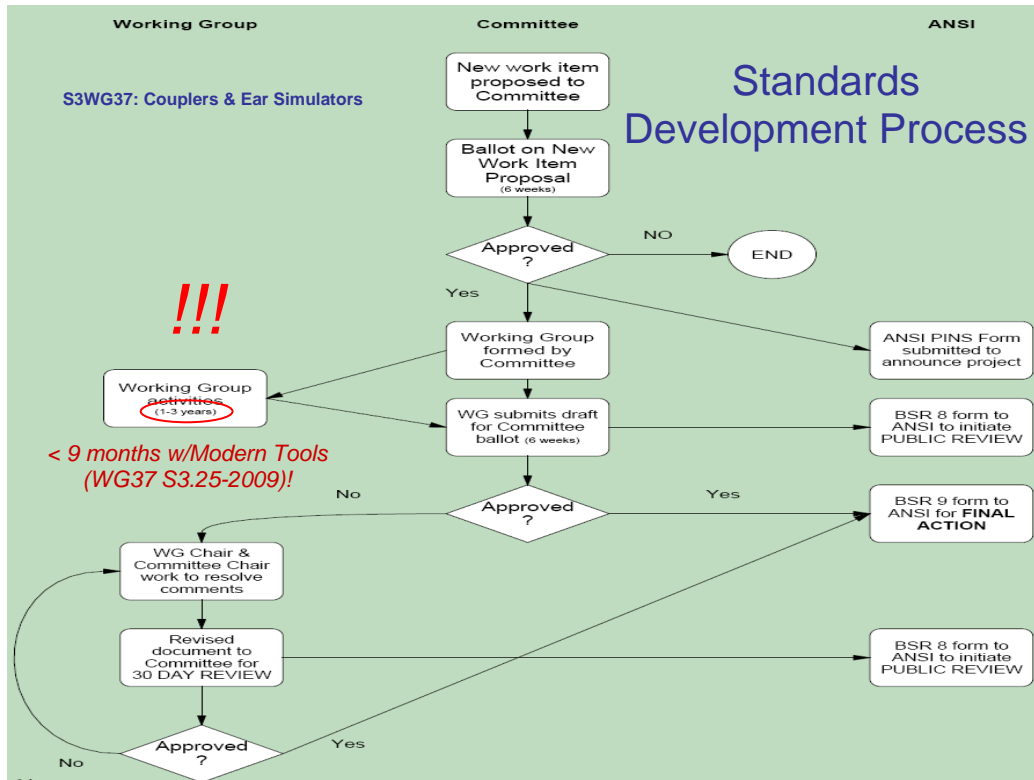 Working Group
Committee
ANSI
Standards
Development Process
S3WG37: Couplers & Ear Simulators
New work item
proposed to
Committee
Ballot on New
Work Item
Proposal
(6 weeks)
Approved
?
NO
END
Yes
!!!
Working Group
formed by
Committee
ANSI PINS Form
submitted to
announce project
Working Group
activities
(1-3 years)
WG submits draft
for Committee
ballot (6 weeks)
BSR 8 form to
ANSI to initiate
PUBLIC REVIEW
< 9 months w/Modern Tools
(WG37 S3.25-2009)!
No
Approved
?
Yes
BSR 9 form to
ANSI for FINAL
ACTION
WG Chair &
Committee Chair
work to resolve
comments
Revised
document to
Committee for
30 DAY REVIEW
BSR 8 form to
ANSI to initiate
PUBLIC REVIEW
Approved
?
Yes
No